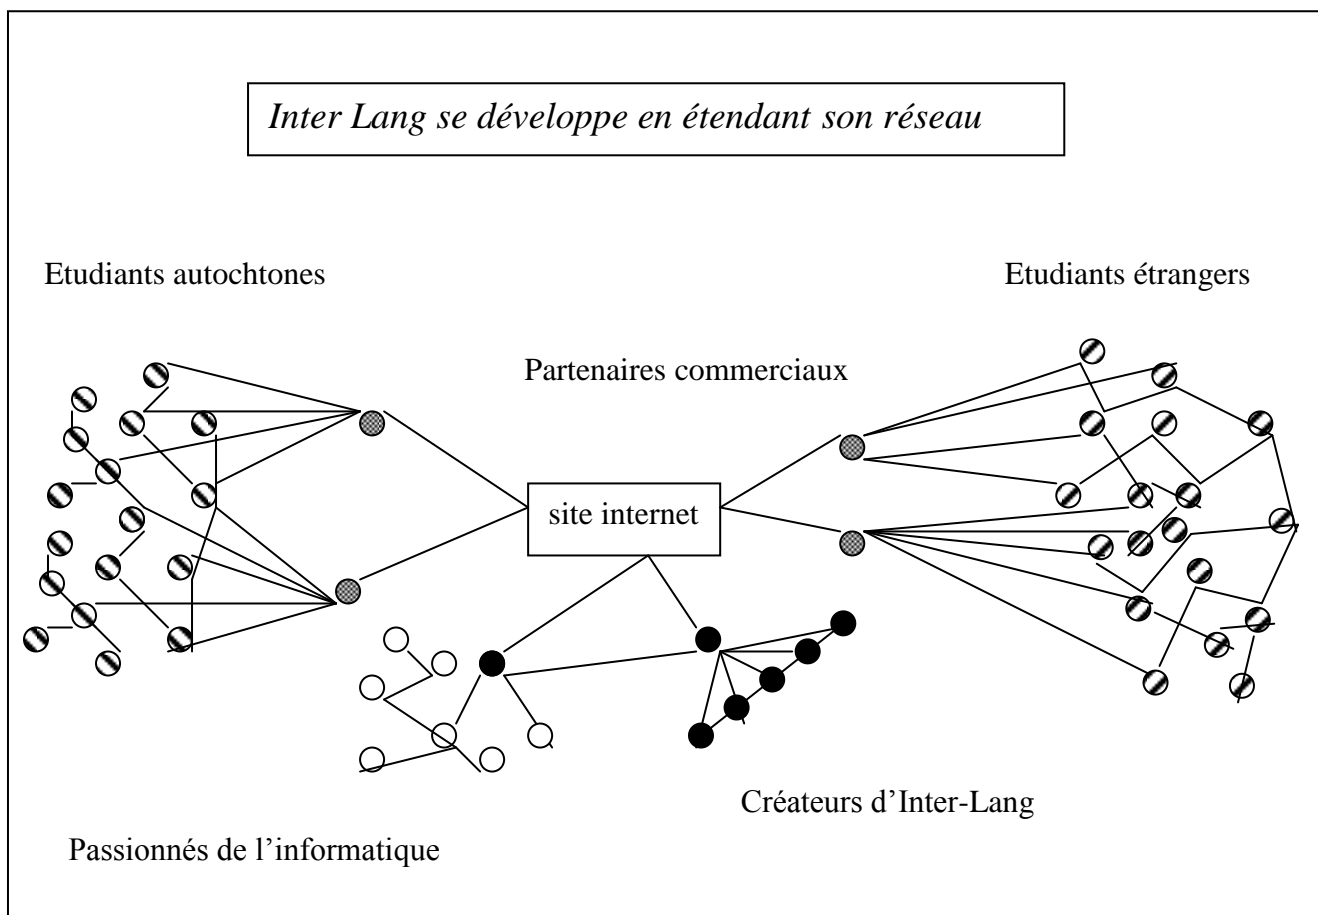 Inter Lang se développe en étendant son réseau
Etudiants autochtones
Etudiants étrangers
Partenaires commerciaux
site internet
Créateurs d’Inter-Lang
Passionnés de l’informatique